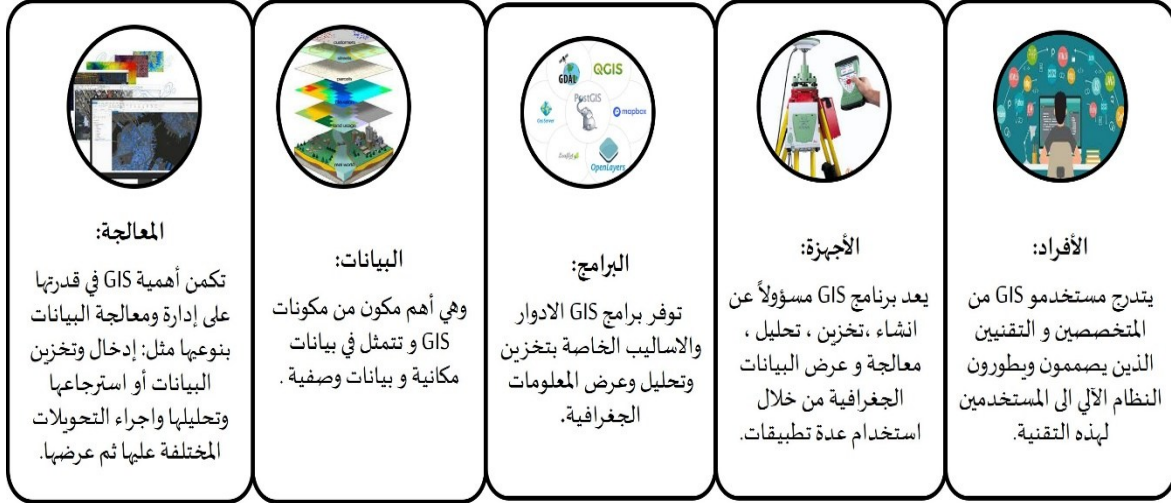 الأفراد:
يتدرج مستخدمو GIS من
المتخصصين و التقنيين
الذين يصممون ويطورون
النظام الآلي الى المستخدمين
لهذه التقنية.
الأجهزة:
يعد برنامج GIS مسؤولاً عن
انشاء ،تخزين ، تحليل ،
معالجة و عرض البيانات
الجغرافية من خلال
استخدام عدة تطبيقات.
GDAL
QGIS
PostGIS
mapbox
OpenLayers
البرامج:
توفر برامج GIS الادوار
والاساليب الخاصة بتخزين
وتحليل وعرض المعلومات
الجغرافية.
customers
streets
parcels
البيانات:
وهي أهم مكون من مكونات
GIS و تتمثل في بيانات
مكانية و بيانات وصفية .
المعالجة:
تكمن أهمية GIS في قدرتها
على إدارة ومعالجة البيانات
بنوعيها مثل: إدخال وتخزين
البيانات أو استرجاعها
وتحليلها واجراء التحويلات
المختلفة عليها ثم عرضها.